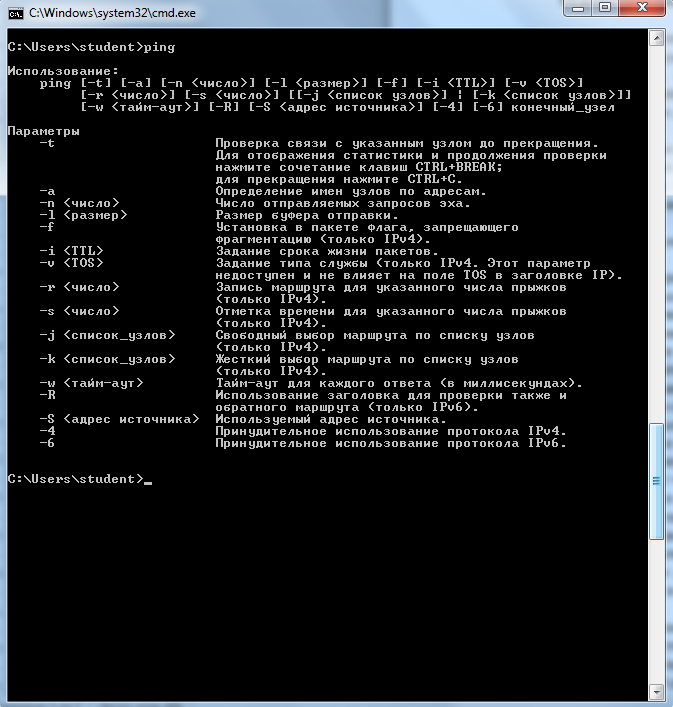 C:\Windows\system32\cmd.exe
C:\Users\student>ping
Использование:
ping [-t] [-a] [-n <число>] [-l <размер>] [-f] [-i <TTL>] [-v <TOS>]
[-r <число>] [-s <число>] [[-j <список узлов>] ¦ [-k <список узлов>]]
[-w <тайм-аут>] [-R] [-S <адрес источника>] [-4] [-6] конечный_узел
Параметры
-t Проверка связи с указанным узлом до прекращения.
Для отображения статистики и продолжения проверки
нажмите сочетание клавиш CTRL+BREAK;
для прекращения нажмите CTRL+C.
-a Определение имен узлов по адресам.
-n <число> Число отправляемых запросов эха.
-l <размер> Размер буфера отправки.
-f Установка в пакете флага, запрещающего
фрагментацию (только IPv4).
-i <TTL> Задание срока жизни пакетов.
-v <TOS> Задание типа службы (только IPv4. Этот параметр
недоступен и не влияет на поле TOS в заголовке IP).
-r <число> Запись маршрута для указанного числа прыжков
(только IPv4).
-s <число> Отметка времени для указанного числа прыжков
(только IPv4).
-j <список_узлов> Свободный выбор маршрута по списку узлов
(только IPv4).
-k <список_узлов> Жесткий выбор маршрута по списку узлов
(только IPv4).
-w <тайм-аут> Тайм-аут для каждого ответа (в миллисекундах).
-R Использование заголовка для проверки также и
обратного маршрута (только IPv6).
-S <адрес источника> Используемый адрес источника.
-4 Принудительное использование протокола IPv4.
-6 Принудительное использование протокола IPv6.
C:\Users\student>_